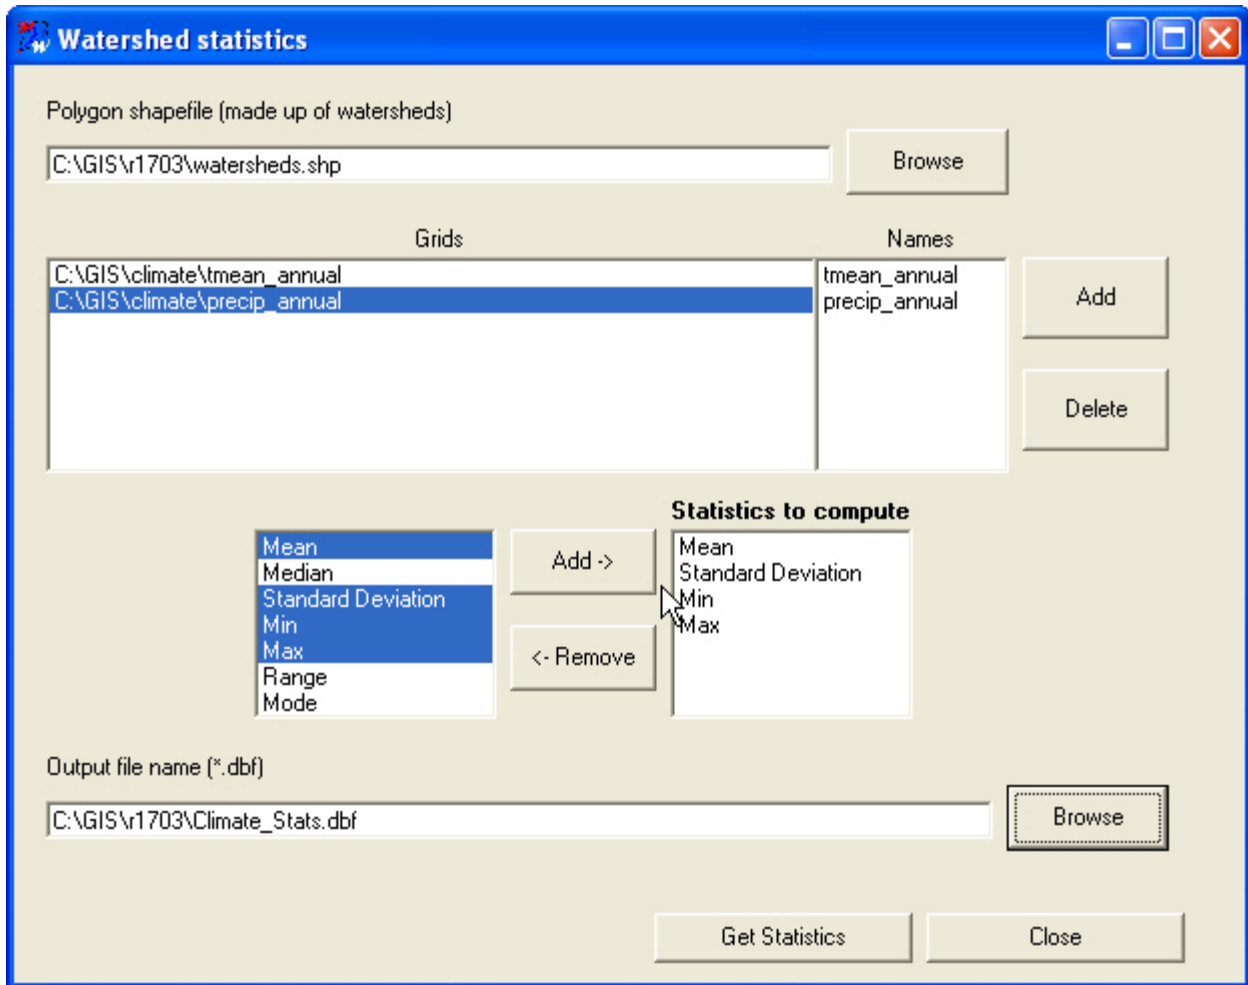 Watershed statistics
Polygon shapefile (made up of watersheds)
C:\GIS\r1703\watersheds.shp
Browse
Grids
Names
C:\GIS\climate\tmean_annual
C:\GIS\climate\precip_annual
tmean_annual
precip_annual
Add
Delete
Mean
Median
Standard Deviation
Min
Max
Range
Mode
Add ->
<- Remove
Statistics to compute
Mean
Standard Deviation
Min
Max
Output file name (*.dbf)
C:\GIS\r1703\Climate_Stats.dbf
Browse
Get Statistics
Close